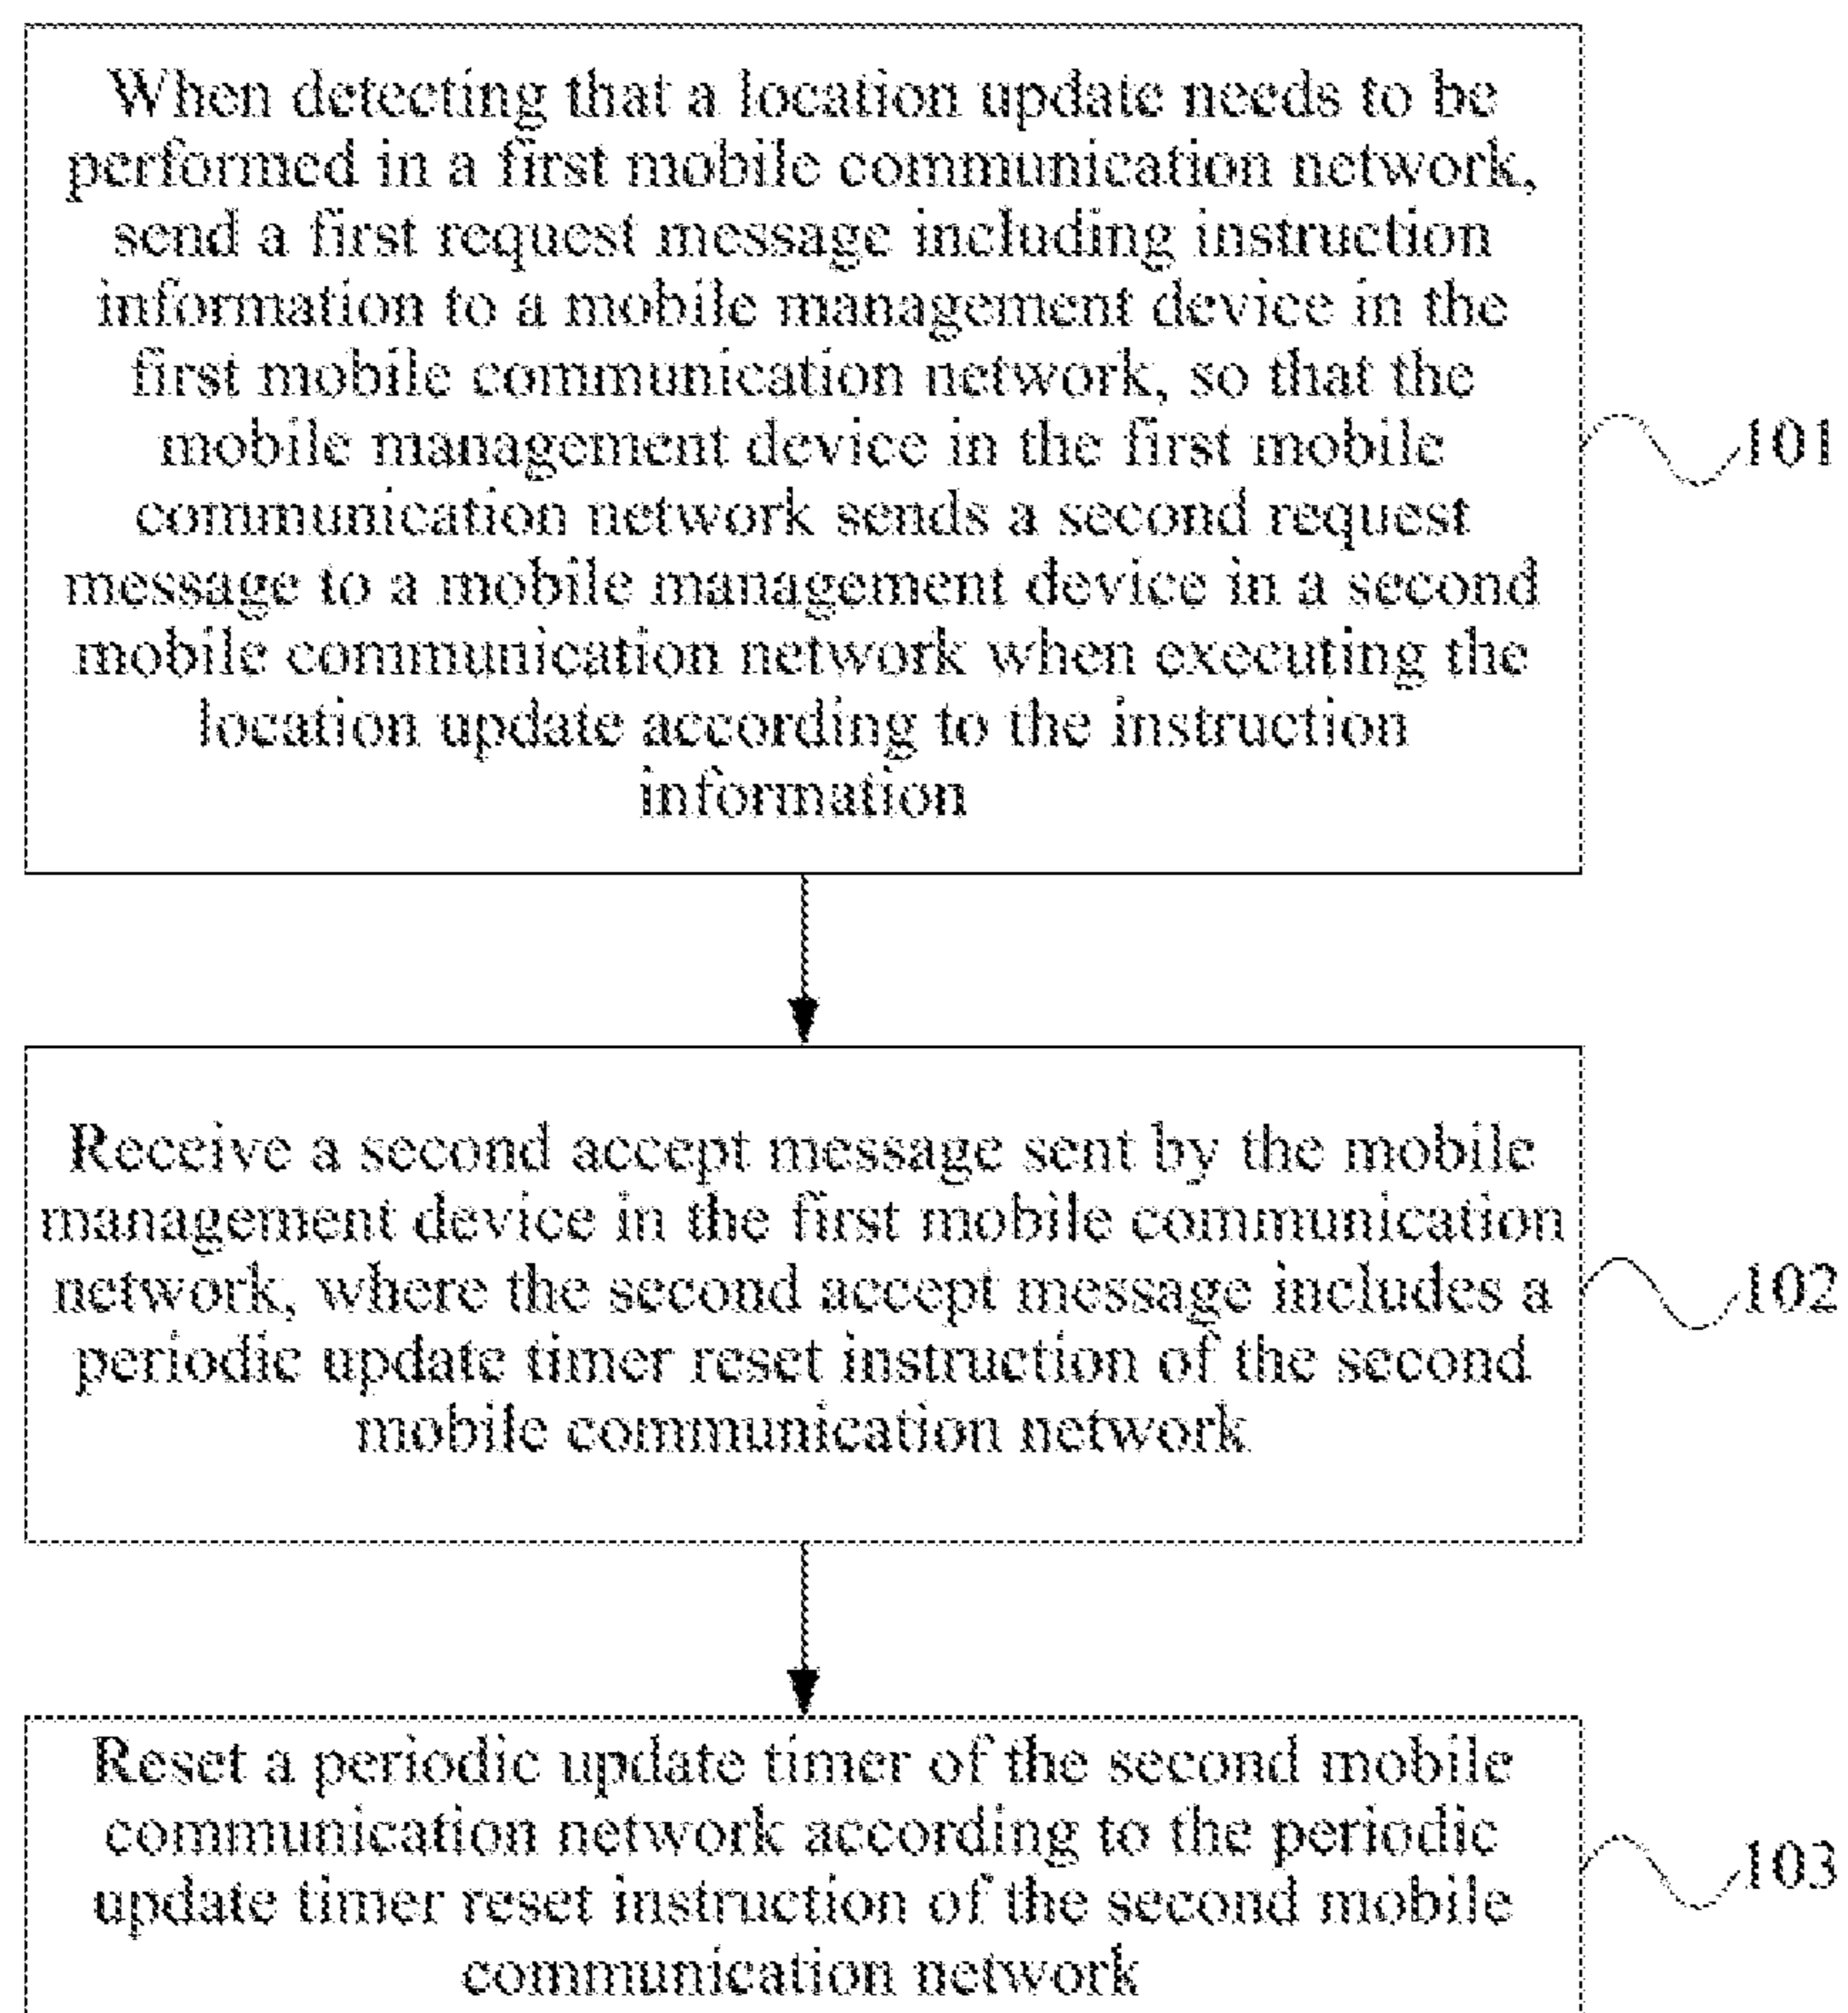 When detecting that a location update needs to be
performed in a first mobile communication network,
send a first request message including instruction
information to a mobile management device in the
first mobile communication network, so that the
mobile management device in the first mobile
communication network sends a second request
message to a mobile management device in a second
mobile communication network when executing the
location update according to the instruction
information
101
Receive a second accept message sent by the mobile
management device in the first mobile communication
network, where the second accept message includes a
periodic update timer reset instruction of the second
mobile communication network
102
Reset a periodic update timer of the second mobile
communication network according to the periodic
update timer reset instruction of the second mobile
communication network
103